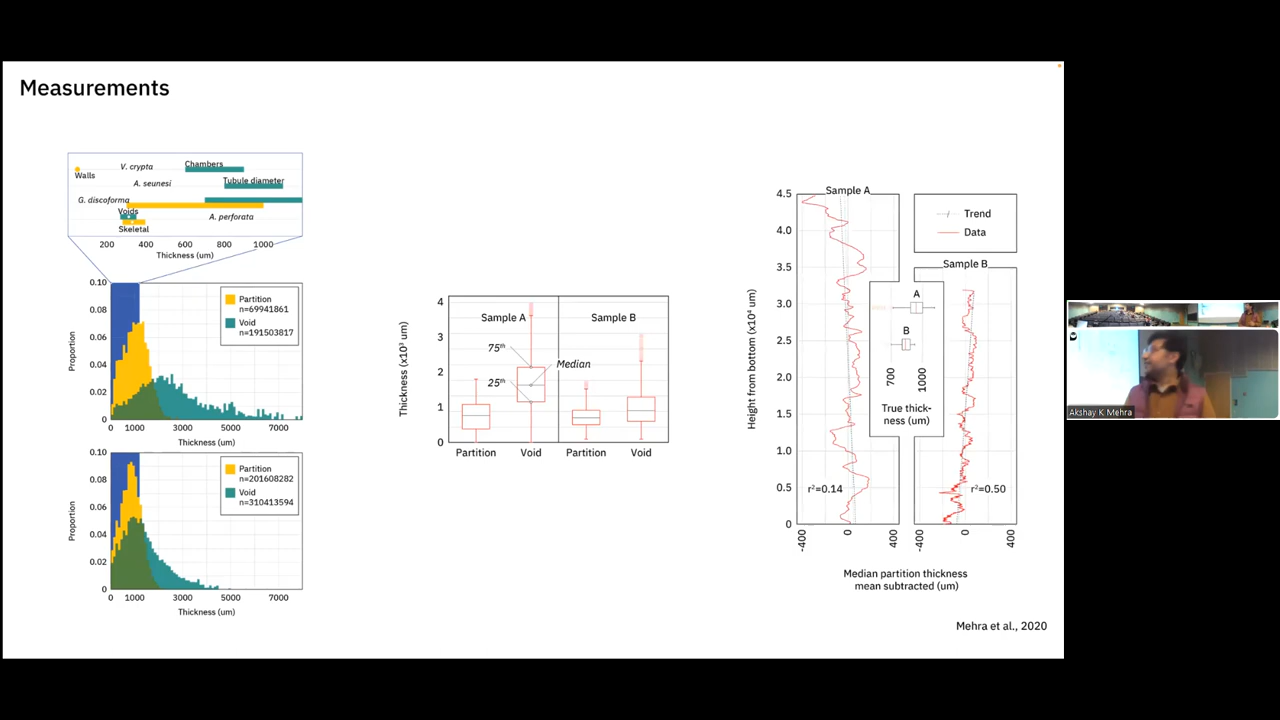 Measurements
V. crypta
Chambers
Walls
A. seunesi
Tubule diameter
G. discoforma
Voids
A. perforata
Skeletal
200 400 600 800 1000
Thickness (um)
0.10
0.08
0.06
0.04
0.02
0
Proportion
Partition
n=69941861
Void
n=191503817
0 1000 3000 5000 7000
Thickness (um)
0.10
0.08
0.06
0.04
0.02
0
Proportion
Partition
n=201608282
Void
n=310413594
0 1000 3000 5000 7000
Thickness (um)
Thickness (x10³ um)
4
3
2
1
0
Sample A
Sample B
75th
Median
25th
Partition Void Partition Void
Height from bottom (x10⁴ um)
4.5
4.0
3.5
3.0
2.5
2.0
1.5
1.0
0.5
0
Sample A
Trend
Data
Sample B
A
B
700 1000
True thick-
ness (um)
r²=0.14
r²=0.50
-400 0 400 -400 0 400
Median partition thickness
mean subtracted (um)
Mehra et al., 2020
Akshay K Mehra